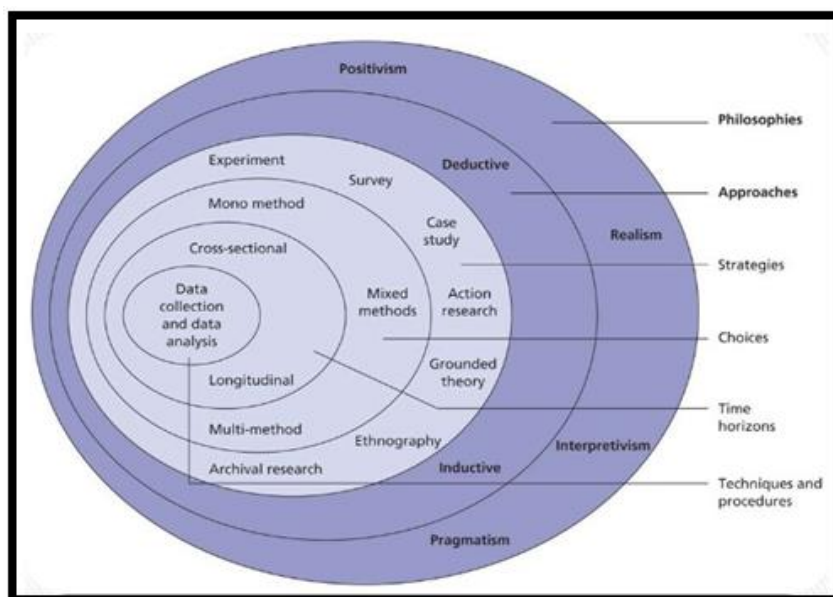 Positivism
Philosophies
Experiment
Deductive
Survey
Approaches
Mono method
Case
study
Realism
Cross-sectional
Strategies
Data
collection
and data
analysis
Mixed
methods
Action
research
Choices
Grounded
theory
Longitudinal
Time
horizons
Multi-method
Ethnography
Interpretivism
Archival research
Inductive
Techniques and
procedures
Pragmatism